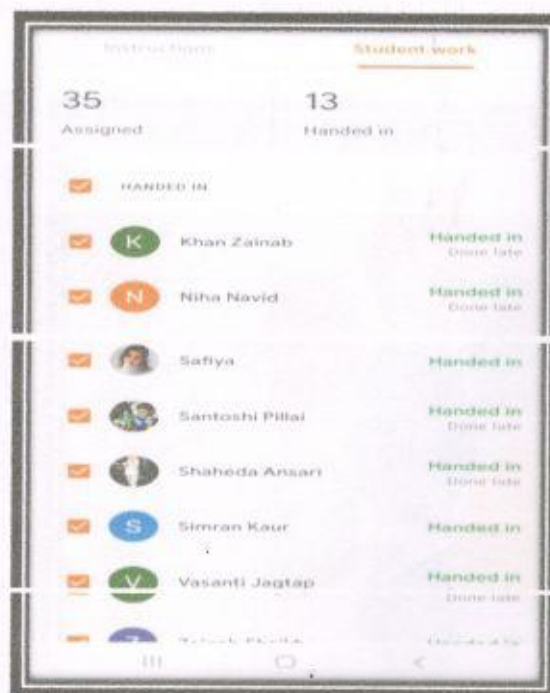 Instructions Student work
35 13
Assigned Handed in
HANDED IN
K Khan Zainab Handed in
Done late
N Niha Navid Handed in
Done late
Safiya Handed in
Santoshi Pillai Handed in
Done late
Shaheda Ansari Handed in
Done late
S Simran Kaur Handed in
V Vasanti Jagtap Handed in
Done late
Handed in